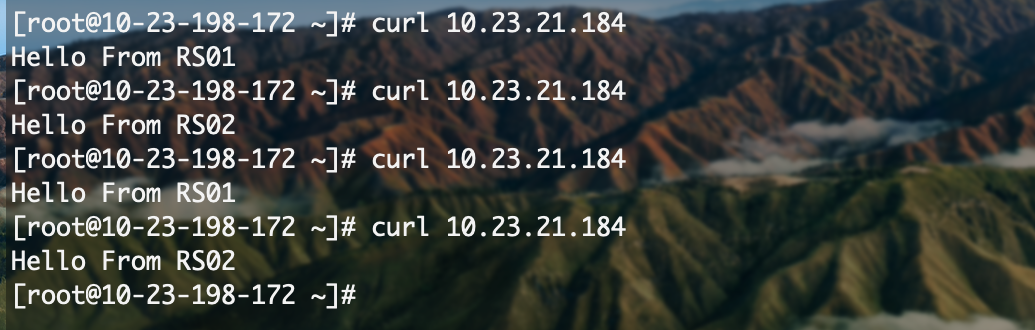 [root@10-23-198-172 ~]# curl 10.23.21.184
Hello From RS01
[root@10-23-198-172 ~]# curl 10.23.21.184
Hello From RS02
[root@10-23-198-172 ~]# curl 10.23.21.184
Hello From RS01
[root@10-23-198-172 ~]# curl 10.23.21.184
Hello From RS02
[root@10-23-198-172 ~]#